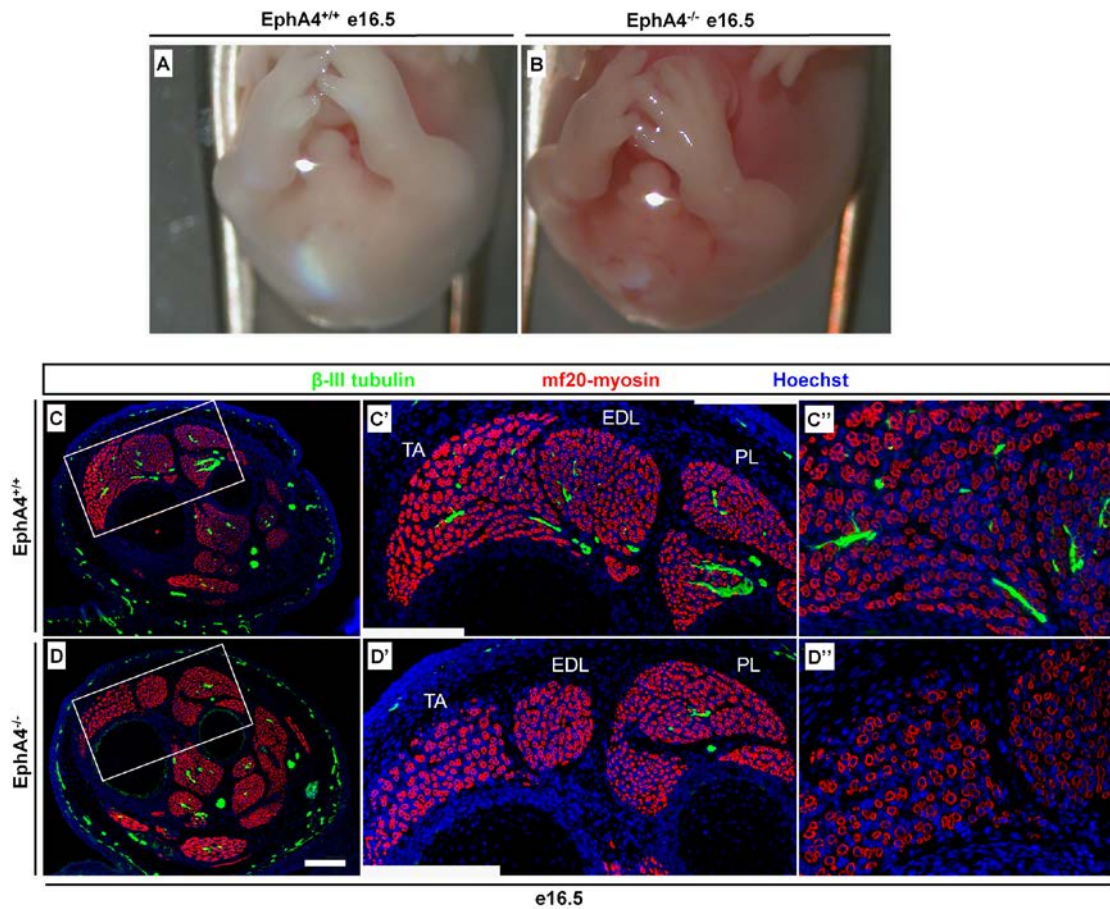 EphA4+/+ e16.5
EphA4-/- e16.5
A
B
β-III tubulin mf20-myosin Hoechst
EphA4+/+
C
C'
TA
EDL
PL
C''
EphA4-/-
D
D'
TA
EDL
PL
D''
e16.5